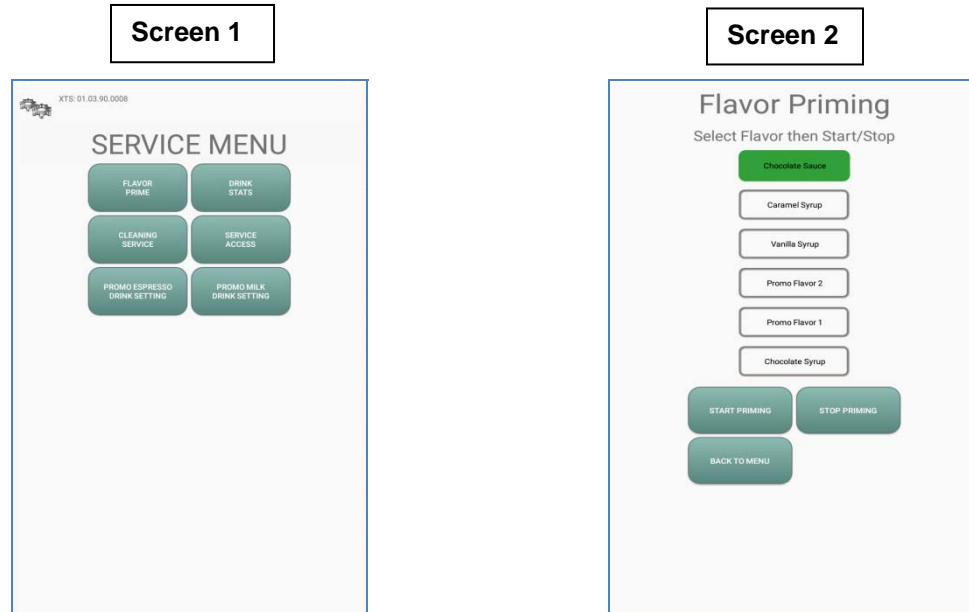 Screen 1
XTS: 01.03.90.0008
SERVICE MENU
FLAVOR
PRIME
DRINK
STATS
CLEANING
SERVICE
SERVICE
ACCESS
PROMO ESPRESSO
DRINK SETTING
PROMO MILK
DRINK SETTING
Screen 2
Flavor Priming
Select Flavor then Start/Stop
Chocolate Sauce
Caramel Syrup
Vanilla Syrup
Promo Flavor 2
Promo Flavor 1
Chocolate Syrup
START PRIMING
STOP PRIMING
BACK TO MENU